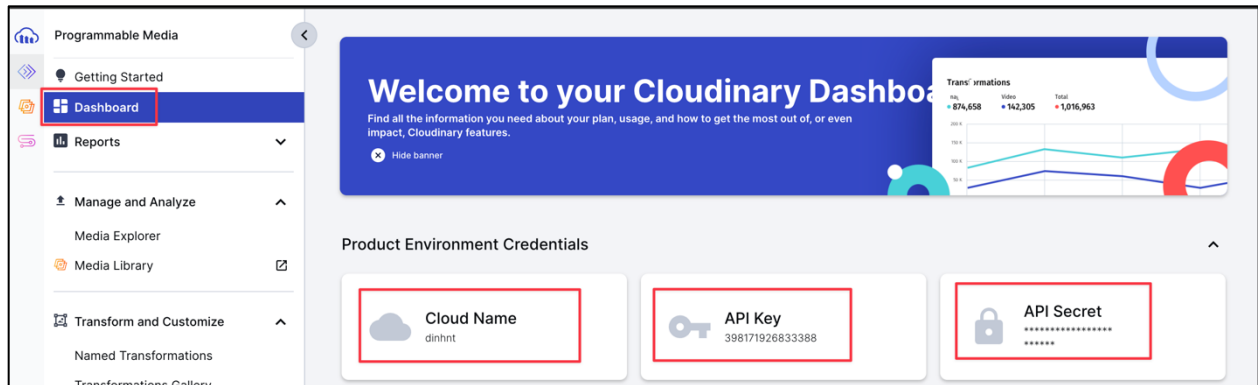 Programmable Media
Getting Started
Dashboard
Reports
Manage and Analyze
Media Explorer
Media Library
Transform and Customize
Named Transformations
Transformations Gallery
Welcome to your Cloudinary Dashbo
Find all the information you need about your plan, usage, and how to get the most out of, or even
impact, Cloudinary features.
Hide banner
Video Total
874,658 142,305 1,016,963
Product Environment Credentials
Cloud Name
dinhnt
API Key
398171926833388
API Secret
*****************
******